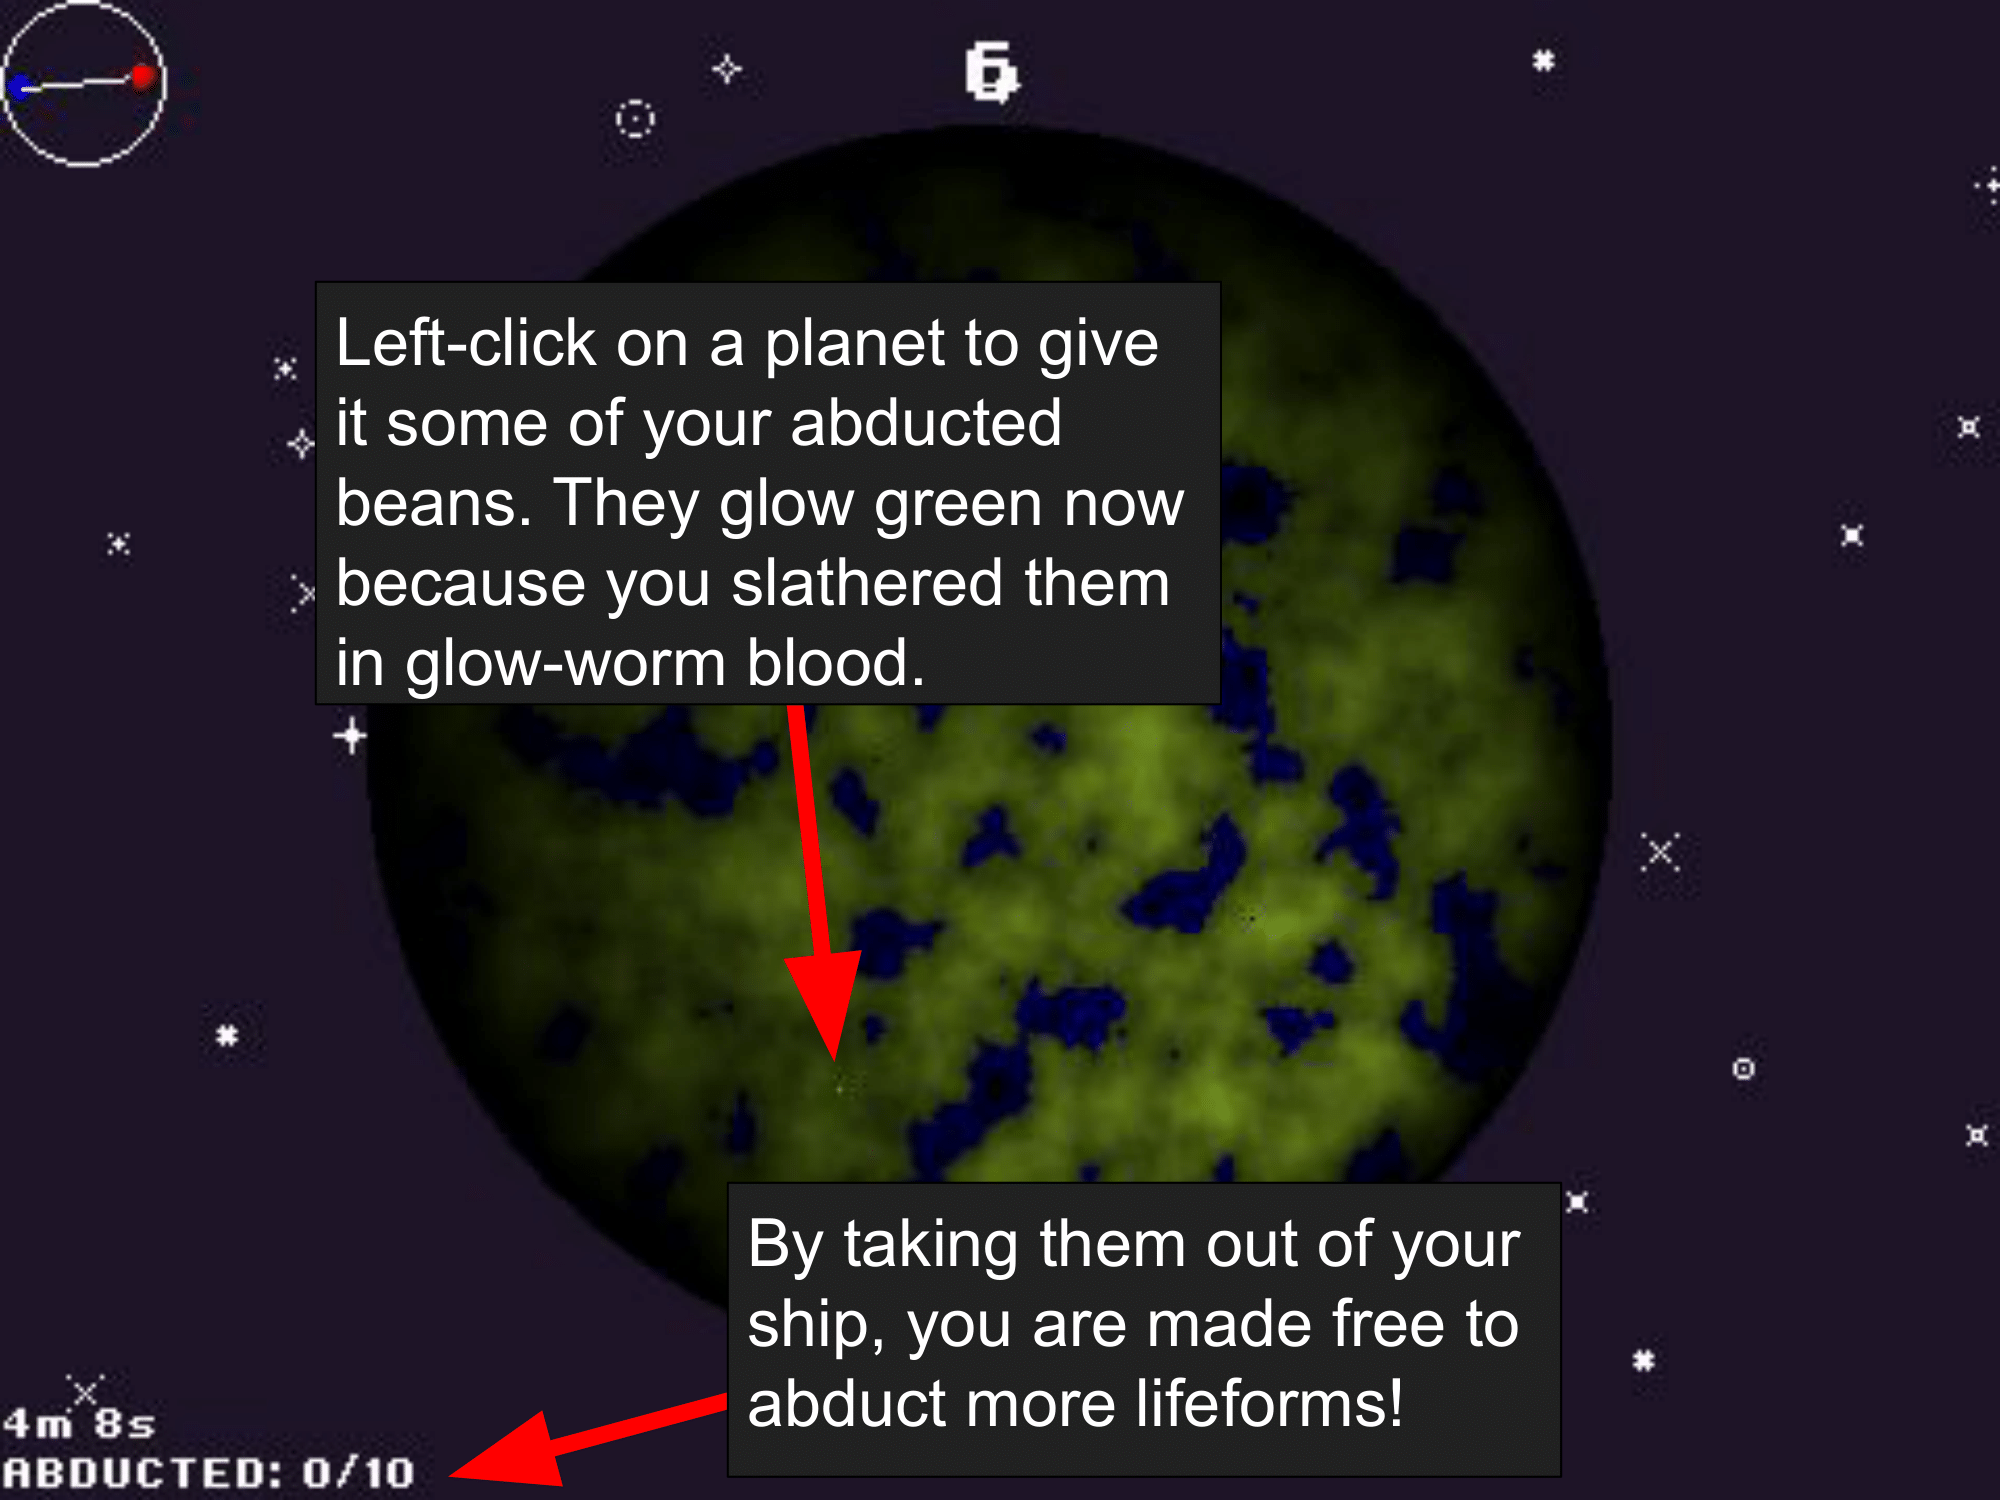 6
Left-click on a planet to give
it some of your abducted
beans. They glow green now
because you slathered them
in glow-worm blood.
By taking them out of your
ship, you are made free to
abduct more lifeforms!
4m 8s
ABDUCTED: 0/10